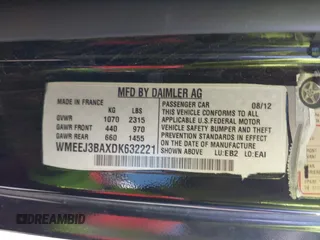 MFD BY DAIMLER AG
MADE IN FRANCE
KG LBS
GVWR 1070 2315
GAWR FRONT 440 970
GAWR REAR 660 1455
PASSENGER CAR 08/12
THIS VEHICLE CONFORMS TO ALL
APPLICABLE U.S.FEDERAL MOTOR
VEHICLE SAFETY BUMPER AND THEFT
PREVENTION STANDARDS IN EFFECT
ON THE DATE OF MANUFACTURE
SHOWN ABOVE
WMEEJ3BAXDK632221 LU:EB2 LO:EAI
DREAMBID